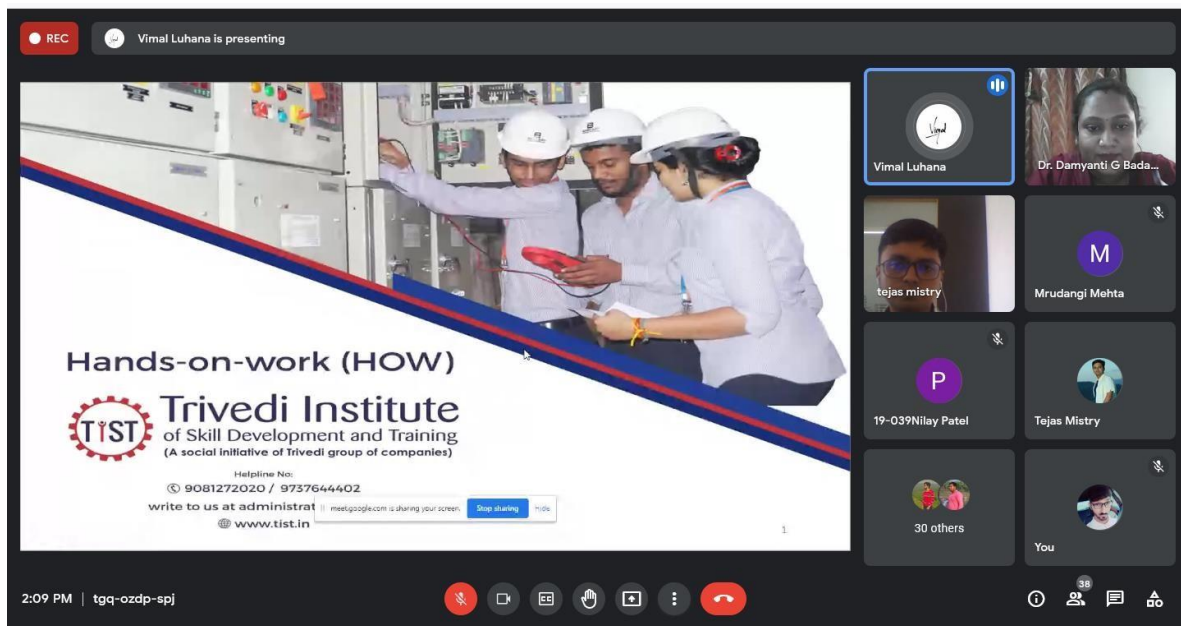 REC
Vimal Luhana is presenting
Hands-on-work (HOW)
TIST
Trivedi Institute
of Skill Development and Training
(A social initiative of Trivedi group of companies)
Helpline No:
9081272020 / 9737644402
write to us at administrat
meet.google.com is sharing your screen.
Stop sharing
Hide
www.tist.in
1
Vimal
Vimal Luhana
Dr. Damyanti G Bada...
tejas mistry
M
Mrudangi Mehta
P
19-039Nilay Patel
Tejas Mistry
30 others
You
2:09 PM | tgq-ozdp-spj
CC
38